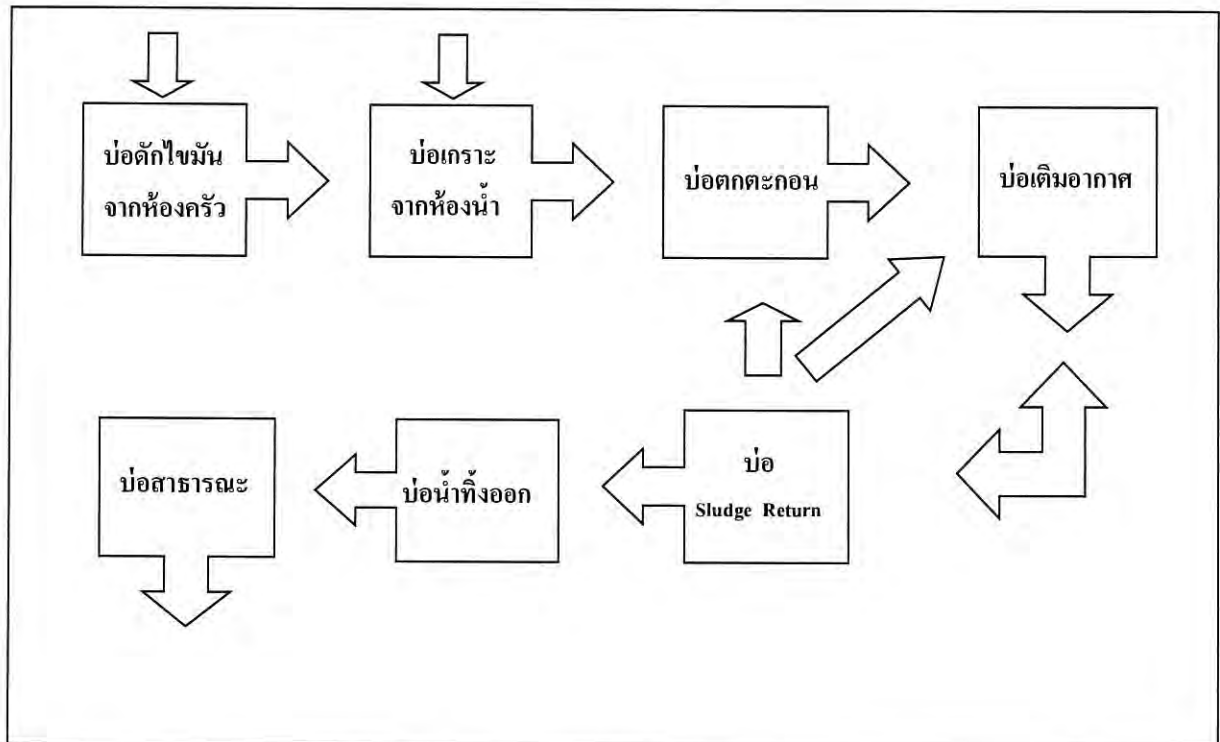 บ่อดักไขมัน
จากห้องครัว
บ่อเกราะ
จากห้องน้ำ
บ่อตกตะกอน
บ่อเติมอากาศ
บ่อสาธารณะ
บ่อน้ำทิ้งออก
บ่อ
Sludge Return